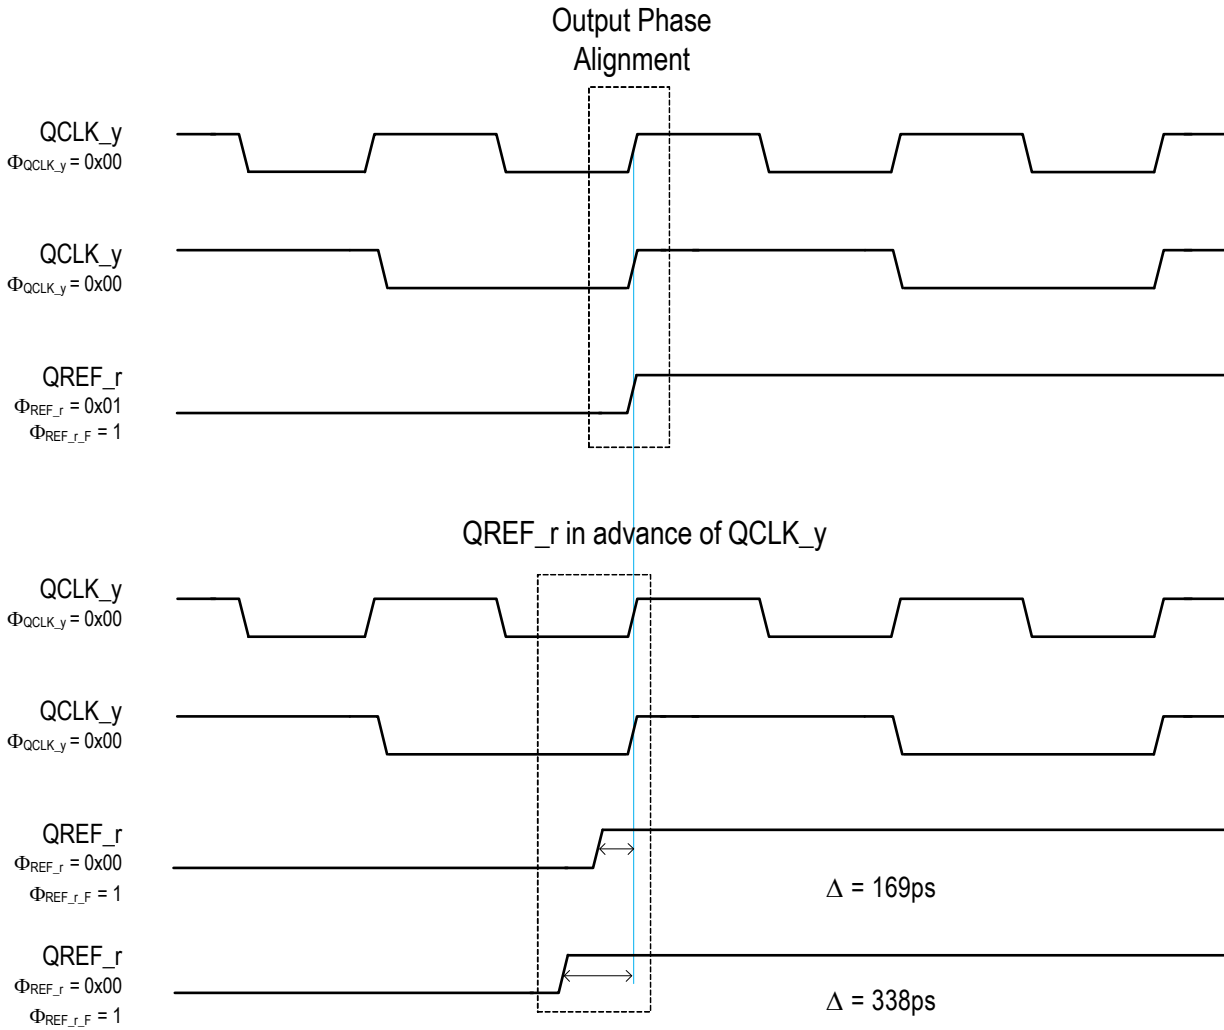 Output Phase
Alignment
QCLK_y
ΦQCLK_y = 0x00
QCLK_y
ΦQCLK_y = 0x00
QREF_r
ΦREF_r = 0x01
ΦREF_r_F = 1
QREF_r in advance of QCLK_y
QCLK_y
ΦQCLK_y = 0x00
QCLK_y
ΦQCLK_y = 0x00
QREF_r
ΦREF_r = 0x00
ΦREF_r_F = 1
Δ = 169ps
QREF_r
ΦREF_r = 0x00
ΦREF_r_F = 1
Δ = 338ps